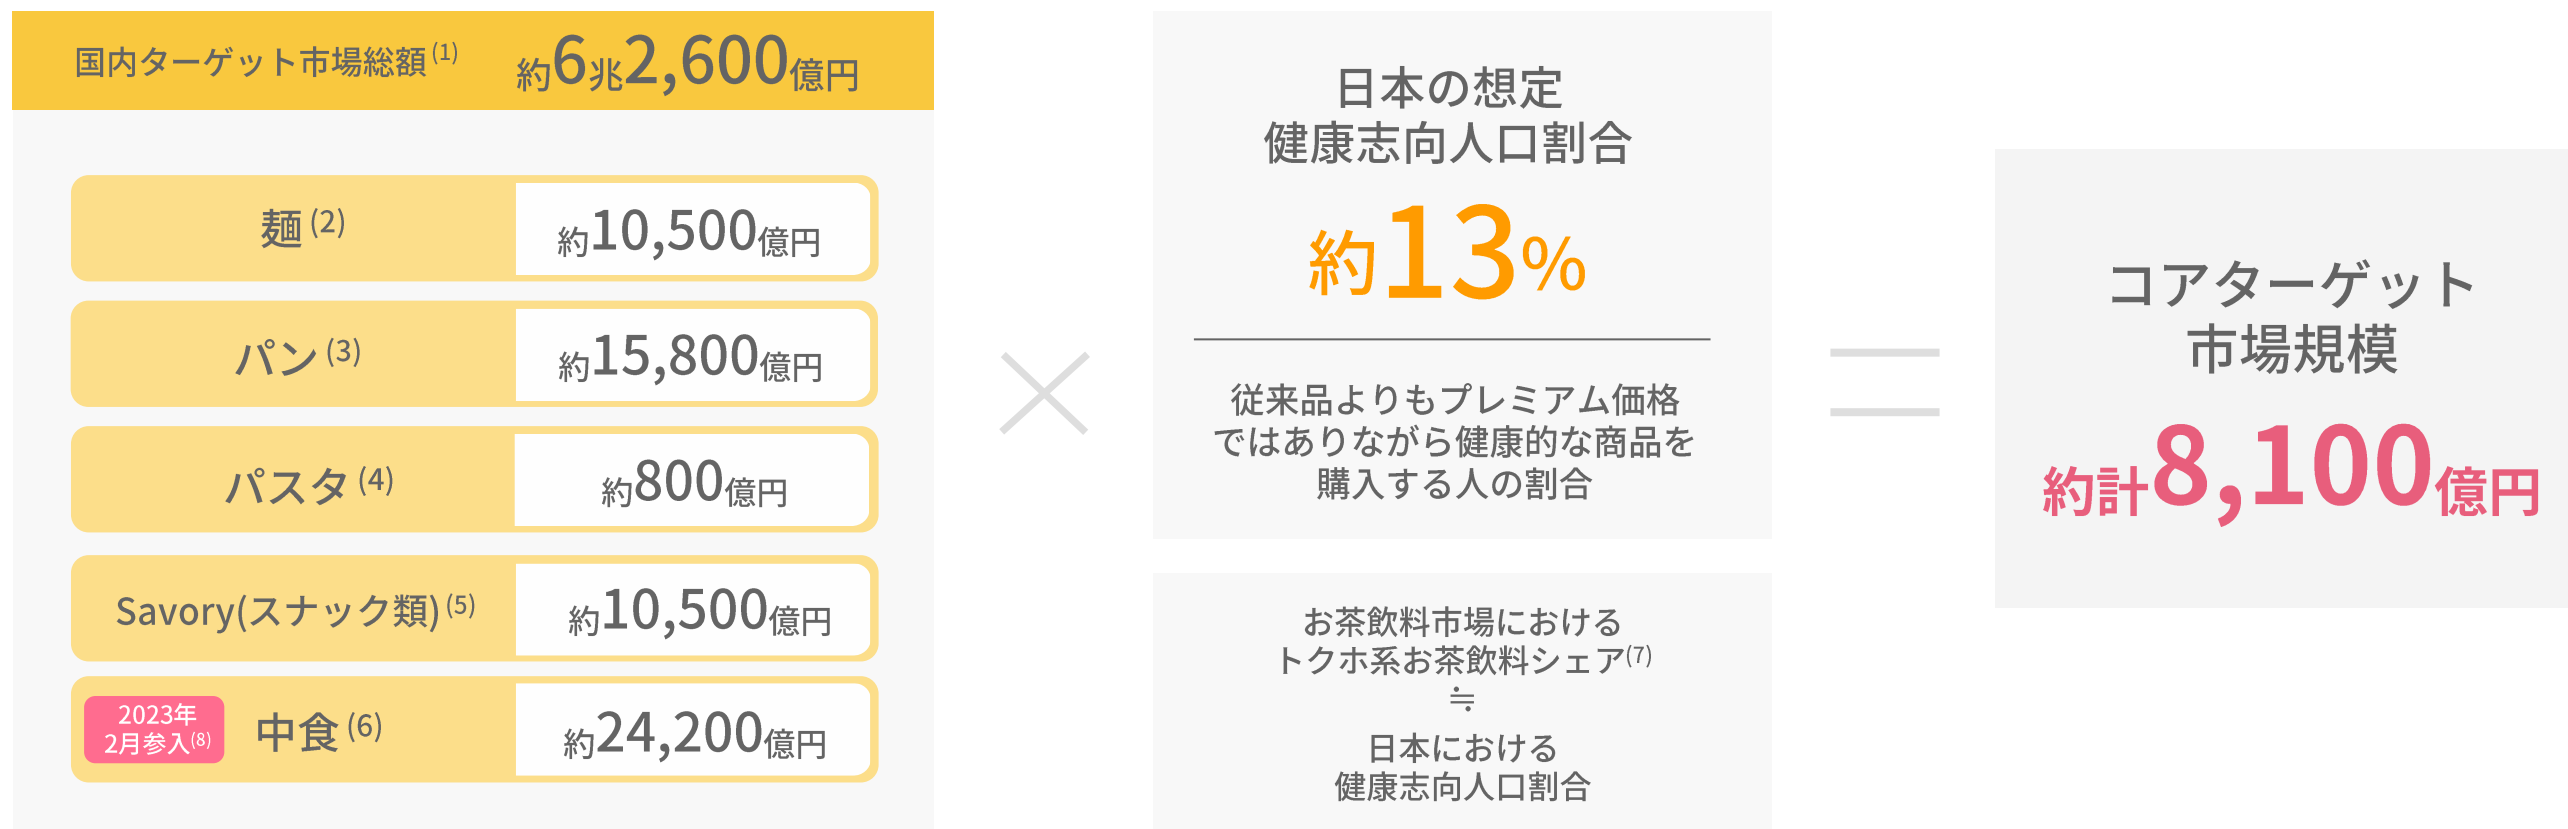 国内ターゲット市場総額(1) 約6兆2,600億円
麺(2) 約10,500億円
パン(3) 約15,800億円
パスタ(4) 約800億円
Savory(スナック類)(5) 約10,500億円
2023年
2月参入(8)
中食(6) 約24,200億円
×
日本の想定
健康志向人口割合
約13%
従来品よりもプレミアム価格
ではありながら健康的な商品を
購入する人の割合
お茶飲料市場における
トクホ系お茶飲料シェア(7)
≒
日本における
健康志向人口割合
＝
コアターゲット
市場規模
約計8,100億円